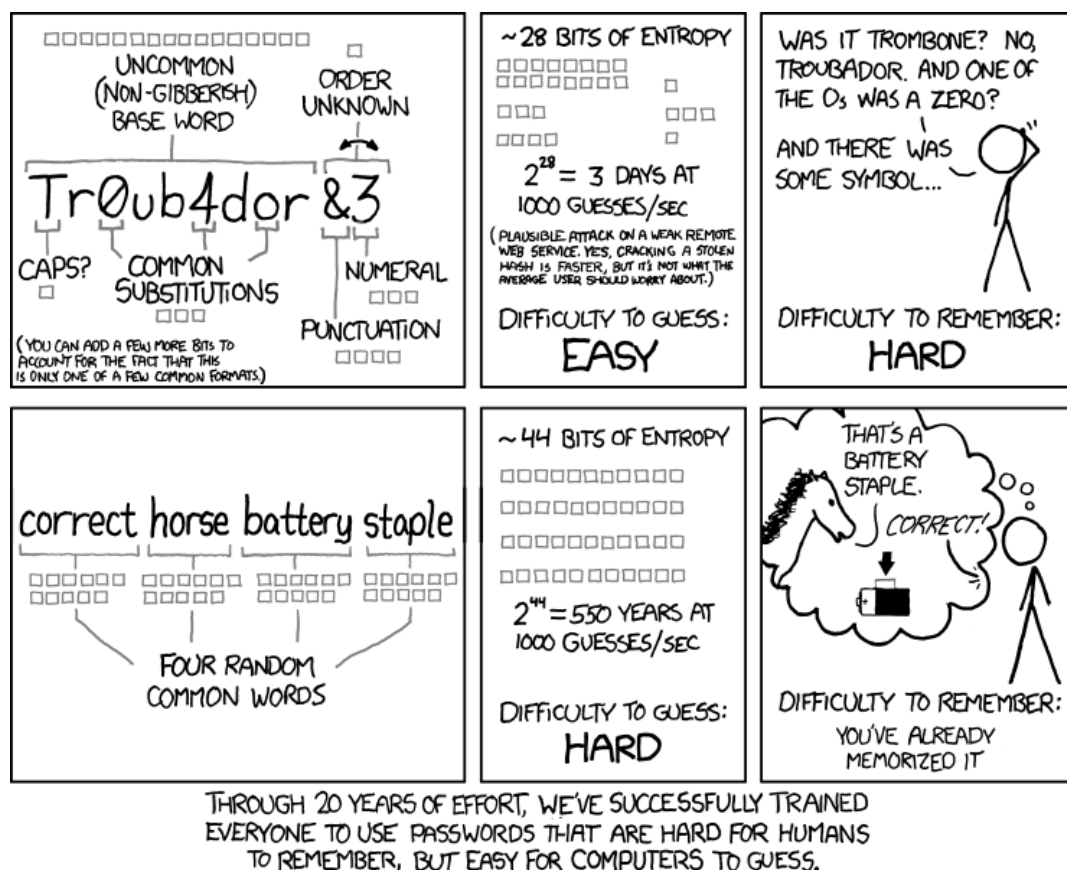 UNCOMMON
(NON-GIBBERISH)
BASE WORD
ORDER
UNKNOWN
Tr0ub4dor &3
CAPS?
COMMON
SUBSTITUTIONS
NUMERAL
PUNCTUATION
(YOU CAN ADD A FEW MORE BITS TO
ACCOUNT FOR THE FACT THAT THIS
IS ONLY ONE OF A FEW COMMON FORMATS.)
~28 BITS OF ENTROPY
2^28 = 3 DAYS AT
1000 GUESSES/SEC
(PLAUSIBLE ATTACK ON A WEAK REMOTE
WEB SERVICE. YES, CRACKING A STOLEN
HASH IS FASTER, BUT IT'S NOT WHAT THE
AVERAGE USER SHOULD WORRY ABOUT.)
DIFFICULTY TO GUESS:
EASY
WAS IT TROMBONE? NO,
TROUBADOR. AND ONE OF
THE Os WAS A ZERO?
AND THERE WAS
SOME SYMBOL...
DIFFICULTY TO REMEMBER:
HARD
correct horse battery staple
FOUR RANDOM
COMMON WORDS
~44 BITS OF ENTROPY
2^44 = 550 YEARS AT
1000 GUESSES/SEC
DIFFICULTY TO GUESS:
HARD
THAT'S A
BATTERY
STAPLE.
CORRECT!
DIFFICULTY TO REMEMBER:
YOU'VE ALREADY
MEMORIZED IT
THROUGH 20 YEARS OF EFFORT, WE'VE SUCCESSFULLY TRAINED
EVERYONE TO USE PASSWORDS THAT ARE HARD FOR HUMANS
TO REMEMBER, BUT EASY FOR COMPUTERS TO GUESS.